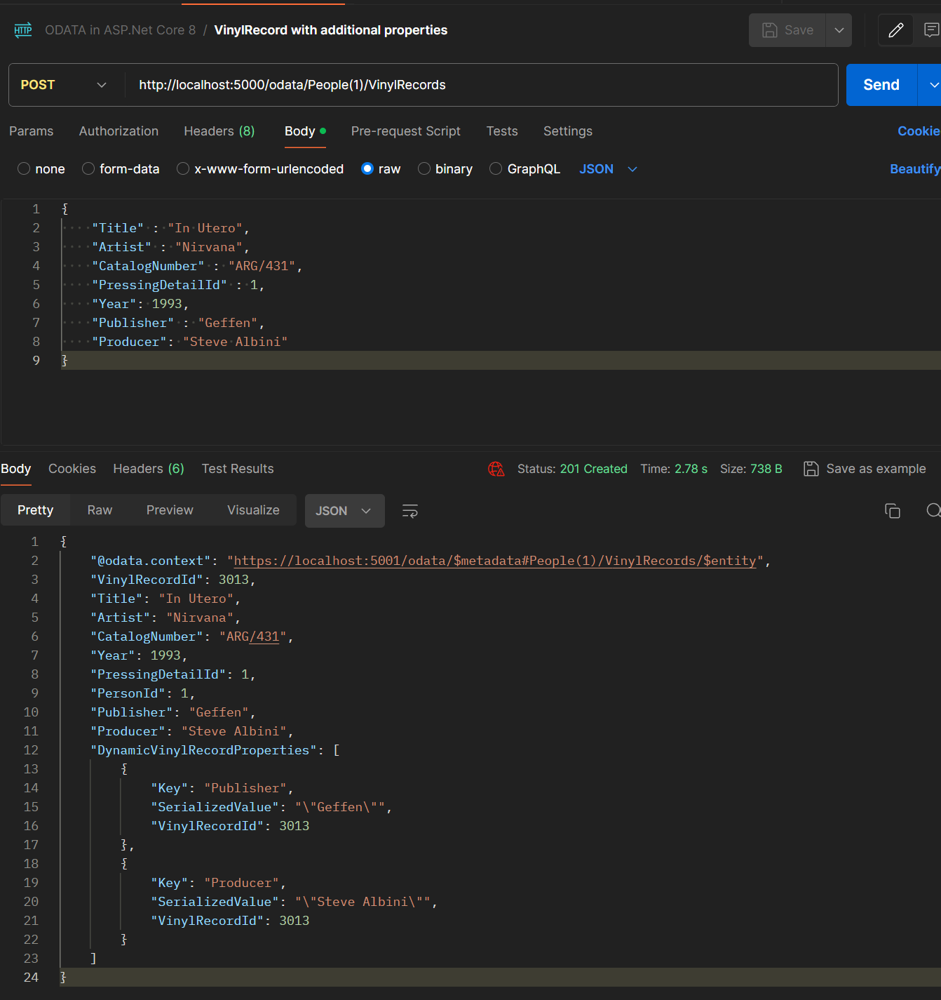 HTTP ODATA in ASP.Net Core 8 / VinylRecord with additional properties Save
POST http://localhost:5000/odata/People(1)/VinylRecords Send
Params Authorization Headers (8) Body Pre-request Script Tests Settings Cookie
none form-data x-www-form-urlencoded raw binary GraphQL JSON Beautify
1 {
2 "Title" : "In Utero",
3 "Artist" : "Nirvana",
4 "CatalogNumber" : "ARG/431",
5 "PressingDetailId" : 1,
6 "Year": 1993,
7 "Publisher" : "Geffen",
8 "Producer": "Steve Albini"
9 }
Body Cookies Headers (6) Test Results Status: 201 Created Time: 2.78 s Size: 738 B Save as example
Pretty Raw Preview Visualize JSON
1 {
2 "@odata.context": "https://localhost:5001/odata/$metadata#People(1)/VinylRecords/$entity",
3 "VinylRecordId": 3013,
4 "Title": "In Utero",
5 "Artist": "Nirvana",
6 "CatalogNumber": "ARG/431",
7 "Year": 1993,
8 "PressingDetailId": 1,
9 "PersonId": 1,
10 "Publisher": "Geffen",
11 "Producer": "Steve Albini",
12 "DynamicVinylRecordProperties": [
13 {
14 "Key": "Publisher",
15 "SerializedValue": "\"Geffen\"",
16 "VinylRecordId": 3013
17 },
18 {
19 "Key": "Producer",
20 "SerializedValue": "\"Steve Albini\"",
21 "VinylRecordId": 3013
22 }
23 ]
24 }